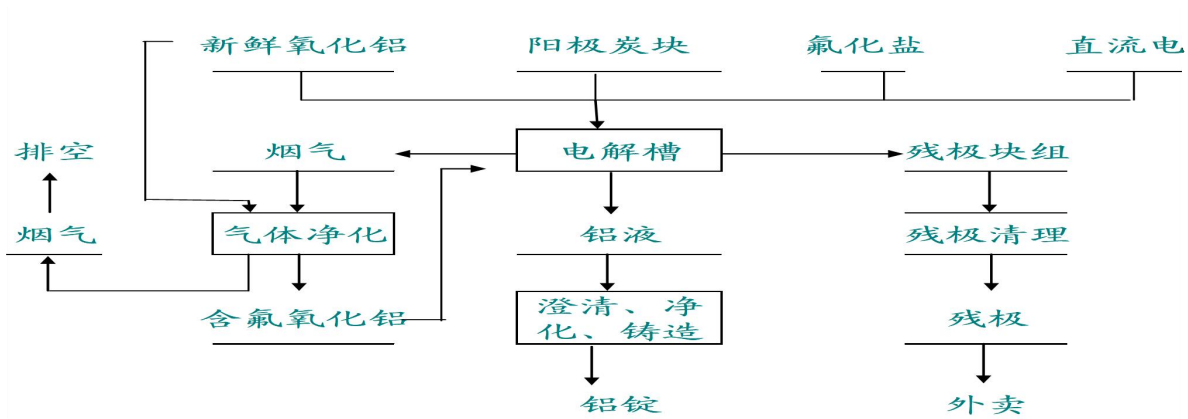 新鲜氧化铝
阳极炭块
氟化盐
直流电
排空
烟气
电解槽
残极块组
烟气
气体净化
铝液
残极清理
含氟氧化铝
澄清、净
化、铸造
残极
铝锭
外卖